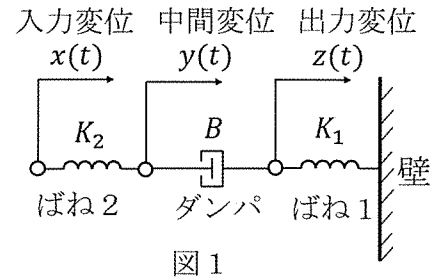 入力変位 中間変位 出力変位
x(t) y(t) z(t)
K₂ B K₁
壁
ばね2 ダンパ ばね1
図1